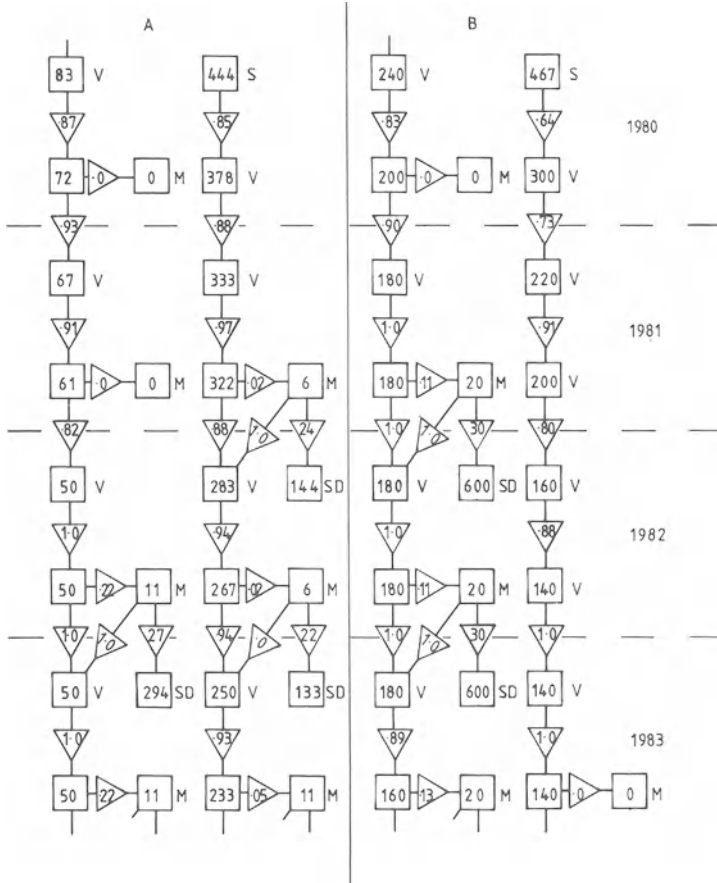 A B
83 V 444 S 240 V 467 S
·87 ·85 ·83 ·64 1980
72 ·0 0 M 378 V 200 ·0 0 M 300 V
·93 ·88 ·90 ·73
67 V 333 V 180 V 220 V
·91 ·97 1·0 ·91 1981
61 ·0 0 M 322 ·02 6 M 180 ·11 20 M 200 V
·82 ·88 1·0 ·24 1·0 1·0 ·30 ·80
50 V 283 V 144 SD 180 V 600 SD 160 V
1·0 ·94 1·0 ·88 1982
50 ·22 11 M 267 ·02 6 M 180 ·11 20 M 140 V
1·0 1·0 ·27 ·94 ·0 ·22 1·0 1·0 ·30 1·0
50 V 294 SD 250 V 133 SD 180 V 600 SD 140 V
1·0 ·93 ·89 1·0 1983
50 ·22 11 M 233 ·05 11 M 160 ·13 20 M 140 ·0 0 M